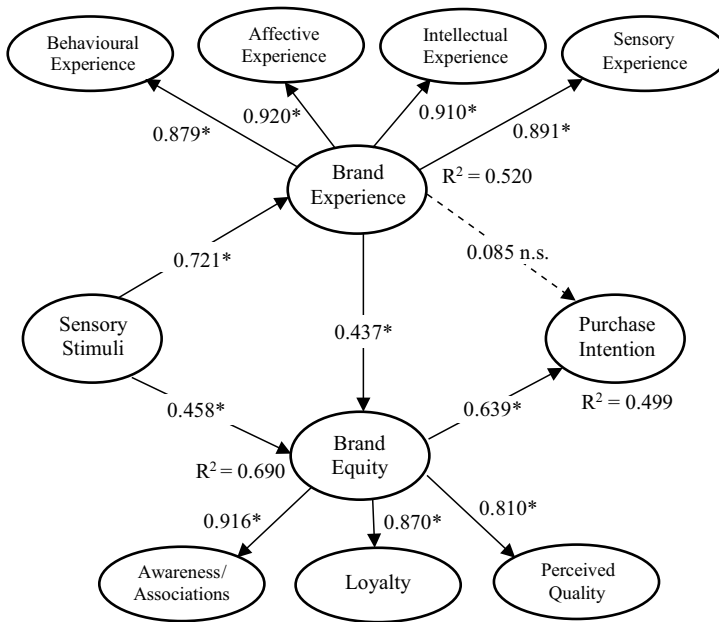 Behavioural
Experience
Affective
Experience
Intellectual
Experience
Sensory
Experience
0.879*
0.920*
0.910*
0.891*
Brand
Experience
R² = 0.520
0.721*
0.085 n.s.
Sensory
Stimuli
0.437*
Purchase
Intention
R² = 0.499
0.458*
0.639*
R² = 0.690
Brand
Equity
0.916*
0.870*
0.810*
Awareness/
Associations
Loyalty
Perceived
Quality